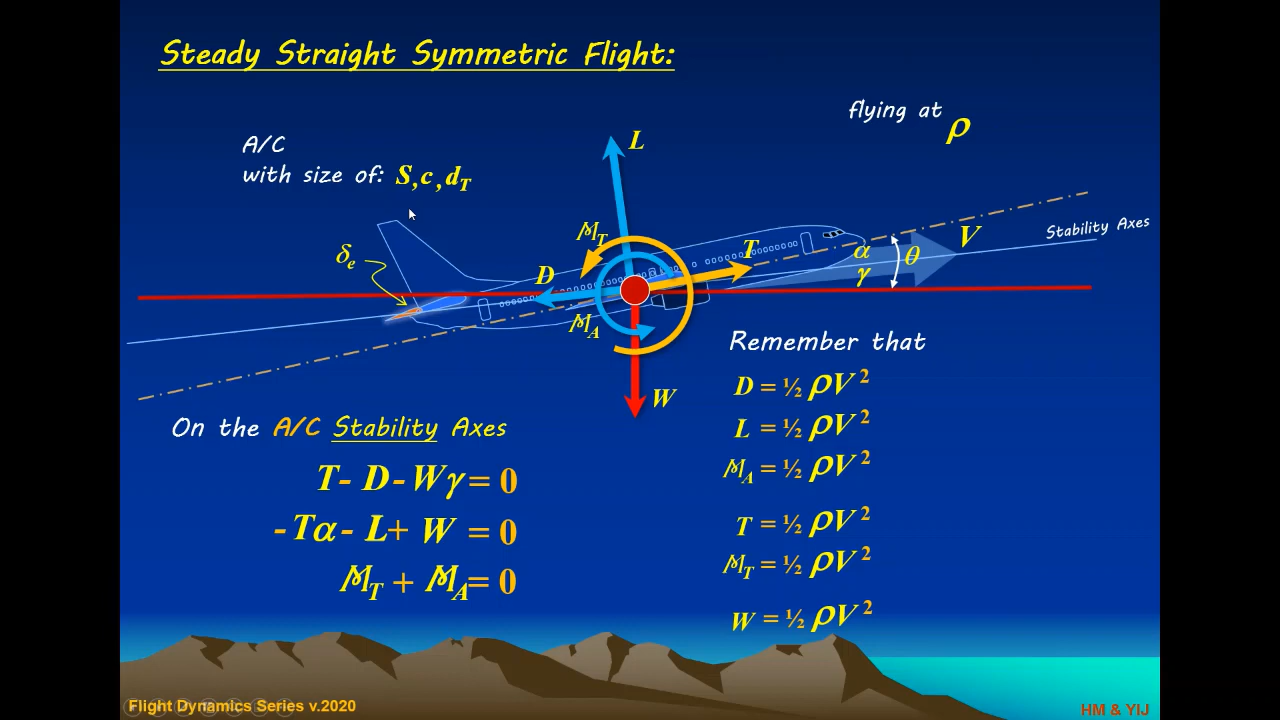 Steady Straight Symmetric Flight:
flying at ρ
A/C
with size of: S,c,d_T
L
M_T
T
V
Stability Axes
δ_e
D
α
γ
θ
M_A
W
Remember that
D = ½ ρV²
L = ½ ρV²
M_A = ½ ρV²
T = ½ ρV²
M_T = ½ ρV²
W = ½ ρV²
On the A/C Stability Axes
T- D- Wγ = 0
-Tα- L+ W = 0
M_T + M_A = 0
Flight Dynamics Series v.2020
HM & YIJ